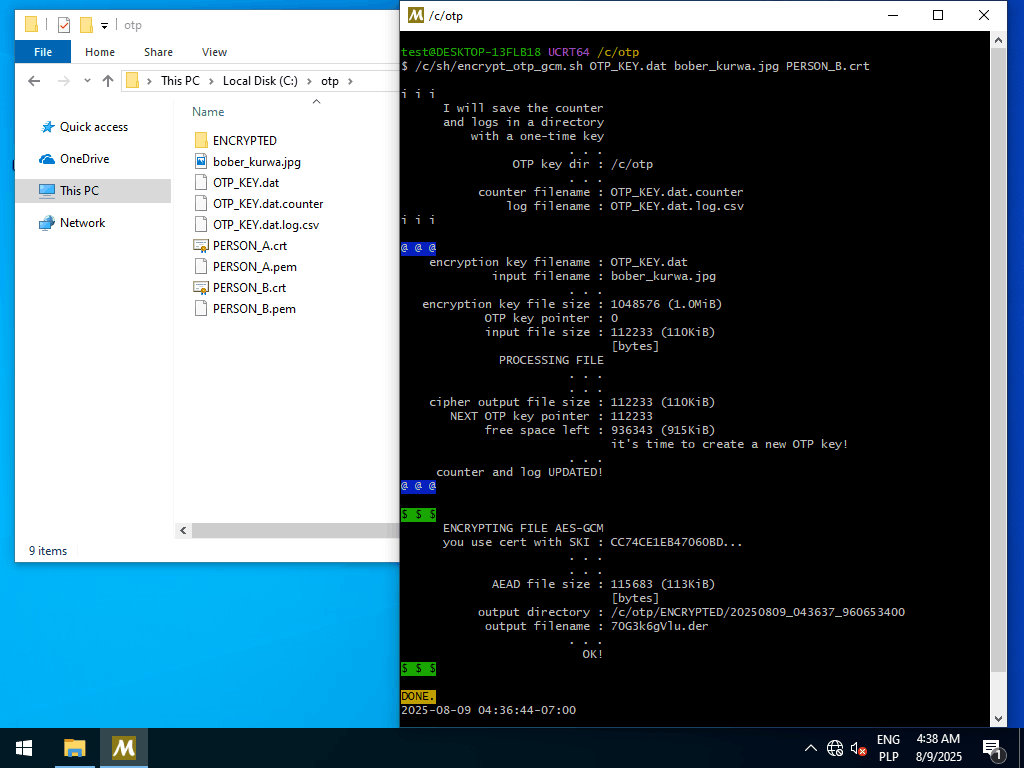 otp
File
Home
Share
View
This PC
Local Disk (C:)
otp
Name
Quick access
OneDrive
This PC
Network
ENCRYPTED
bober_kurwa.jpg
OTP_KEY.dat
OTP_KEY.dat.counter
OTP_KEY.dat.log.csv
PERSON_A.crt
PERSON_A.pem
PERSON_B.crt
PERSON_B.pem
9 items
/c/otp
test@DESKTOP-13FLB18 UCRT64 /c/otp
$ /c/sh/encrypt_otp_gcm.sh OTP_KEY.dat bober_kurwa.jpg PERSON_B.crt
i i i
I will save the counter
and logs in a directory
with a one-time key
. . .
OTP key dir : /c/otp
. . .
counter filename : OTP_KEY.dat.counter
log filename : OTP_KEY.dat.log.csv
i i i
@ @ @
encryption key filename : OTP_KEY.dat
input filename : bober_kurwa.jpg
. . .
encryption key file size : 1048576 (1.0MiB)
OTP key pointer : 0
input file size : 112233 (110KiB)
[bytes]
PROCESSING FILE
. . .
. . .
cipher output file size : 112233 (110KiB)
NEXT OTP key pointer : 112233
free space left : 936343 (915KiB)
it's time to create a new OTP key!
. . .
counter and log UPDATED!
@ @ @
$ $ $
ENCRYPTING FILE AES-GCM
you use cert with SKI : CC74CE1EB47060BD...
. . .
. . .
AEAD file size : 115683 (113KiB)
[bytes]
output directory : /c/otp/ENCRYPTED/20250809_043637_960653400
output filename : 7OG3k6gVlu.der
. . .
OK!
$ $ $
DONE.
2025-08-09 04:36:44-07:00
ENG
PLP
4:38 AM
8/9/2025
1